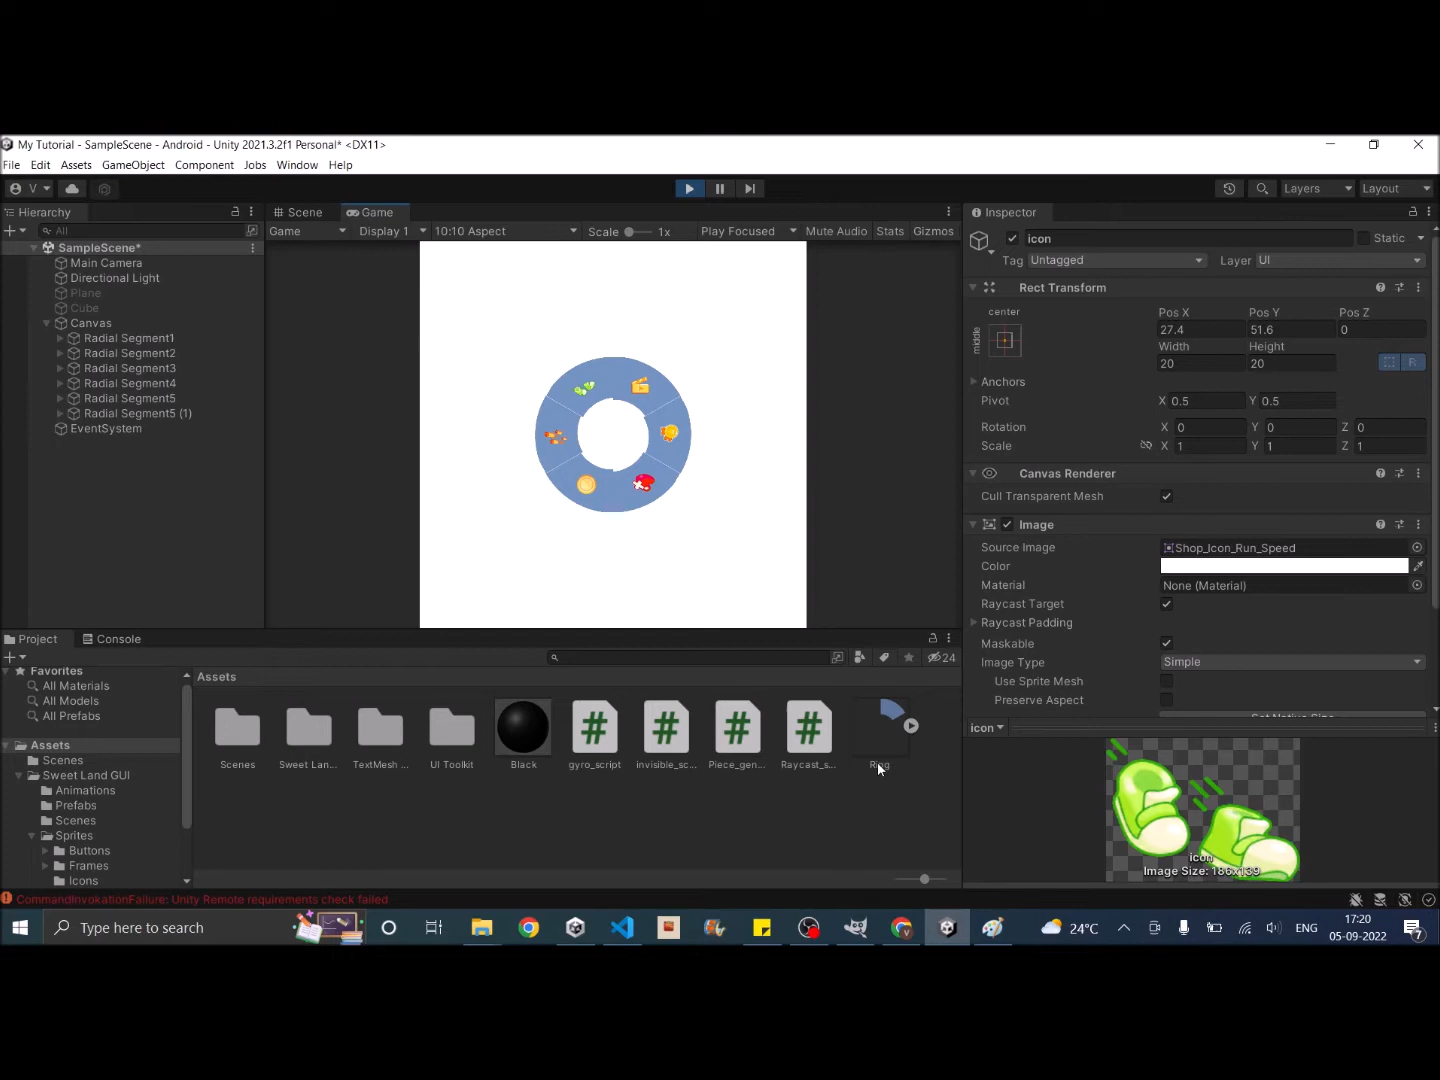 My Tutorial - SampleScene - Android - Unity 2021.3.2f1 Personal* <DX11>
File Edit Assets GameObject Component Jobs Window Help
V Layers Layout
Hierarchy
All
SampleScene*
Main Camera
Directional Light
Plane
Cube
Canvas
Radial Segment1
Radial Segment2
Radial Segment3
Radial Segment4
Radial Segment5
Radial Segment5 (1)
EventSystem
Scene Game
Game Display 1 10:10 Aspect Scale 1x Play Focused Mute Audio Stats Gizmos
Inspector
icon Static
Tag Untagged Layer UI
Rect Transform
center
middle
Pos X Pos Y Pos Z
27.4 51.6 0
Width Height
20 20
R
Anchors
Pivot X 0.5 Y 0.5
Rotation X 0 Y 0 Z 0
Scale X 1 Y 1 Z 1
Canvas Renderer
Cull Transparent Mesh
Image
Source Image Shop_Icon_Run_Speed
Color
Material None (Material)
Raycast Target
Raycast Padding
Maskable
Image Type Simple
Use Sprite Mesh
Preserve Aspect
Set Native Size
icon
icon
Image Size: 186x139
Project Console
24
Favorites
All Materials
All Models
All Prefabs
Assets
Scenes
Sweet Land GUI
Animations
Prefabs
Scenes
Sprites
Buttons
Frames
Icons
Assets
Scenes Sweet Lan... TextMesh ... UI Toolkit Black gyro_script invisible_sc... Piece_gen... Raycast_s... Ring
CommandInvokationFailure: Unity Remote requirements check failed
Type here to search
24°C ENG
17:20
05-09-2022
7